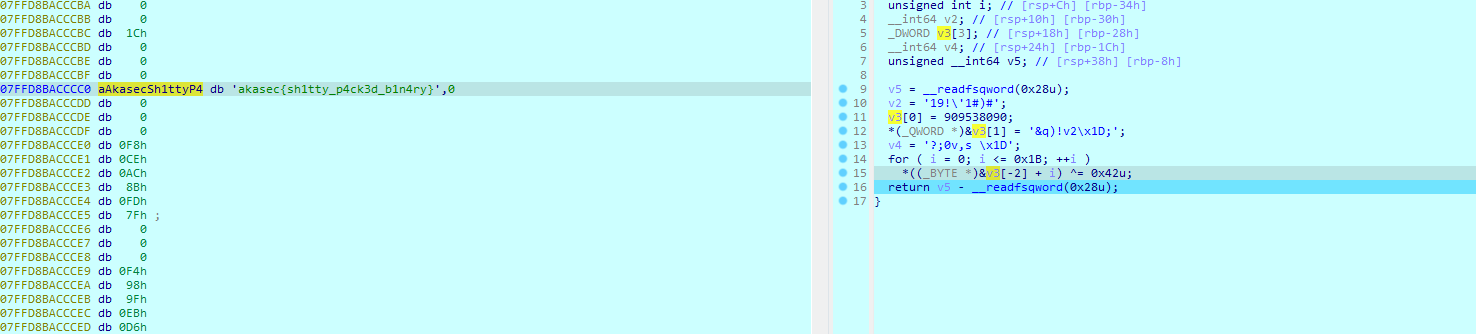 07FFD8BACCCBA db 0
07FFD8BACCCBB db 0
07FFD8BACCCBC db 1Ch
07FFD8BACCCBD db 0
07FFD8BACCCBE db 0
07FFD8BACCCBF db 0
07FFD8BACCCC0 aAkasecSh1ttyP4 db 'akasec{sh1tty_p4ck3d_b1n4ry}',0
07FFD8BACCCDD db 0
07FFD8BACCCDE db 0
07FFD8BACCCDF db 0
07FFD8BACCCE0 db 0F8h
07FFD8BACCCE1 db 0CEh
07FFD8BACCCE2 db 0ACh
07FFD8BACCCE3 db 8Bh
07FFD8BACCCE4 db 0FDh
07FFD8BACCCE5 db 7Fh ;
07FFD8BACCCE6 db 0
07FFD8BACCCE7 db 0
07FFD8BACCCE8 db 0
07FFD8BACCCE9 db 0F4h
07FFD8BACCCEA db 98h
07FFD8BACCCEB db 9Fh
07FFD8BACCCEC db 0EBh
07FFD8BACCCED db 0D6h
3 unsigned int i; // [rsp+Ch] [rbp-34h]
4 __int64 v2; // [rsp+10h] [rbp-30h]
5 _DWORD v3[3]; // [rsp+18h] [rbp-28h]
6 __int64 v4; // [rsp+24h] [rbp-1Ch]
7 unsigned __int64 v5; // [rsp+38h] [rbp-8h]
8
9 v5 = __readfsqword(0x28u);
10 v2 = '19!\'1#)#';
11 v3[0] = 909538090;
12 *(_QWORD *)&v3[1] = '&q)!v2\x1D;';
13 v4 = '?;0v,s \x1D';
14 for ( i = 0; i <= 0x1B; ++i )
15 *((_BYTE *)&v3[-2] + i) ^= 0x42u;
16 return v5 - __readfsqword(0x28u);
17 }